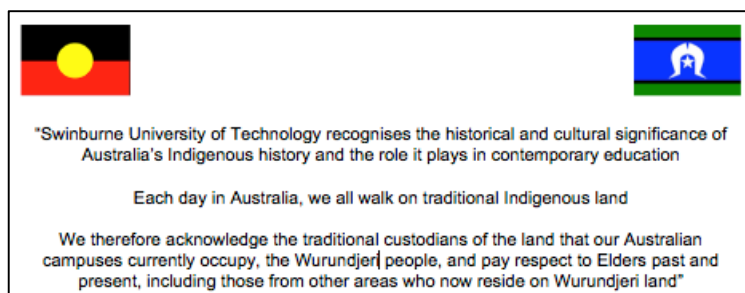 "Swinburne University of Technology recognises the historical and cultural significance of
Australia's Indigenous history and the role it plays in contemporary education
Each day in Australia, we all walk on traditional Indigenous land
We therefore acknowledge the traditional custodians of the land that our Australian
campuses currently occupy, the Wurundjeri people, and pay respect to Elders past and
present, including those from other areas who now reside on Wurundjeri land"